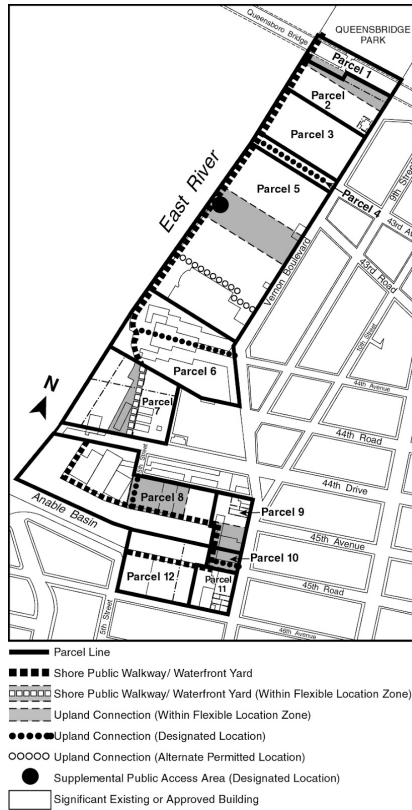 Queensboro Bridge
QUEENSBRIDGE
PARK
Parcel 1
Parcel
2
Parcel 3
9th Street
East River
Parcel 5
Parcel 4
43rd Av
43rd Road
Vernon Boulevard
10th Street
Parcel 6
44th Avenue
N
Parcel
7
44th Road
5th Street
44th Drive
Parcel 8
Parcel 9
Anable Basin
45th Avenue
Parcel 10
Parcel 12
Parcel
11
45th Road
5th Street
46th Avenue
Parcel Line
Shore Public Walkway/ Waterfront Yard
Shore Public Walkway/ Waterfront Yard (Within Flexible Location Zone)
Upland Connection (Within Flexible Location Zone)
Upland Connection (Designated Location)
Upland Connection (Alternate Permitted Location)
Supplemental Public Access Area (Designated Location)
Significant Existing or Approved Building